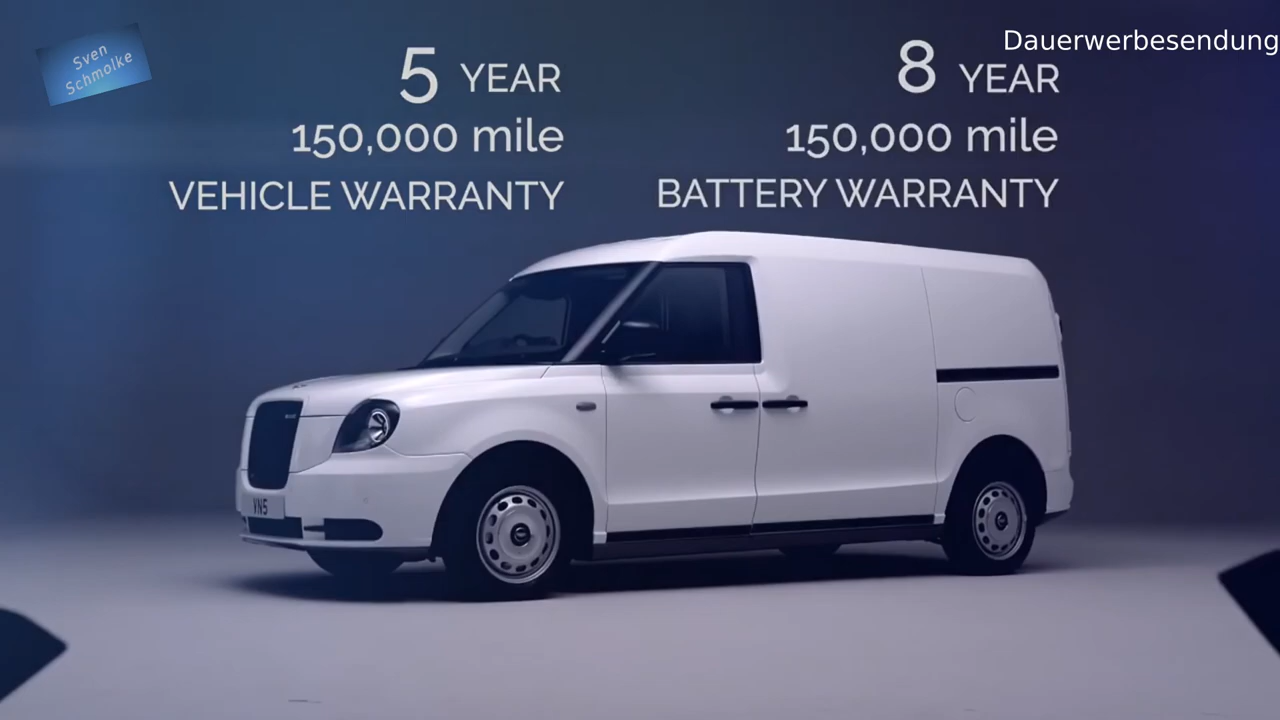 Sven
Schmolke
Dauerwerbesendung
5 YEAR
150,000 mile
VEHICLE WARRANTY
8 YEAR
150,000 mile
BATTERY WARRANTY
VN5